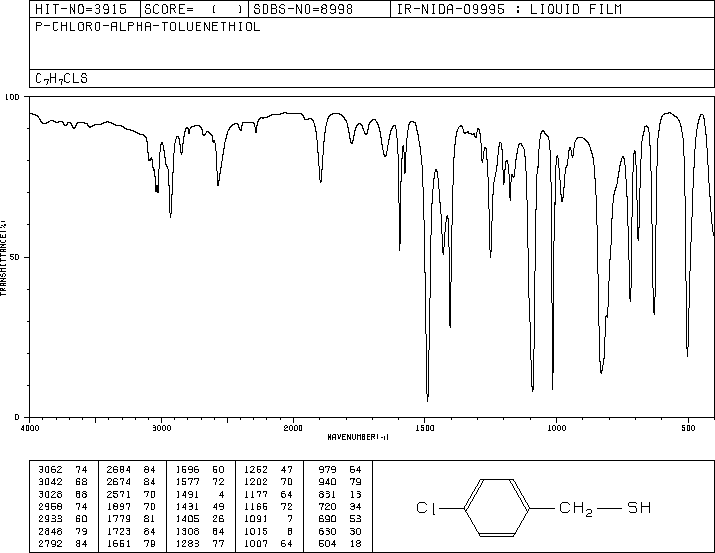 HIT-NO=3915 SCORE= ( ) SDBS-NO=8998 IR-NIDA-09995 : LIQUID FILM
P-CHLORO-ALPHA-TOLUENETHIOL
C7H7CLS
100
50
0
TRANSMITTANCE(%)
4000 3000 2000 1500 1000 500
WAVENUMBER(-1)
3062 74 2684 84 1596 50 1252 47 979 64
3042 68 2674 84 1577 72 1202 70 940 79
3028 68 2571 70 1491 4 1177 64 831 13
2958 74 1897 70 1431 49 1166 72 720 34
2933 60 1779 81 1405 26 1091 7 690 53
2848 79 1723 84 1308 84 1015 8 630 30
2792 84 1651 79 1283 77 1007 64 504 18
Cl CH2 SH